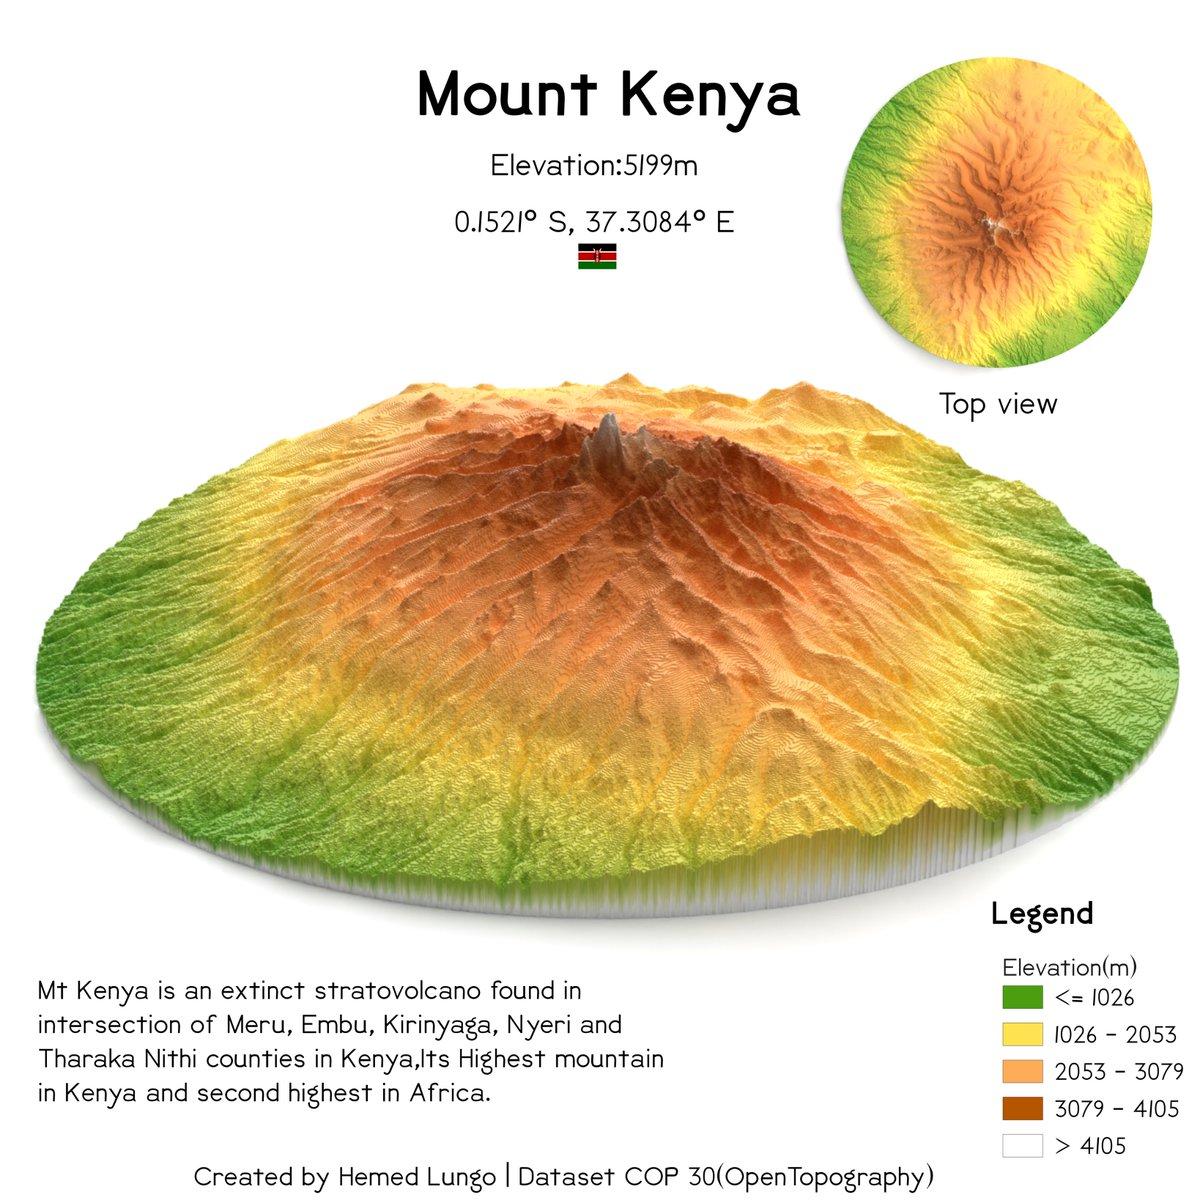 Mount Kenya
Elevation:5199m
0.1521° S, 37.3084° E
Top view
Legend
Elevation(m)
<= 1026
1026 - 2053
2053 - 3079
3079 - 4105
> 4105
Mt Kenya is an extinct stratovolcano found in
intersection of Meru, Embu, Kirinyaga, Nyeri and
Tharaka Nithi counties in Kenya,Its Highest mountain
in Kenya and second highest in Africa.
Created by Hemed Lungo | Dataset COP 30(OpenTopography)